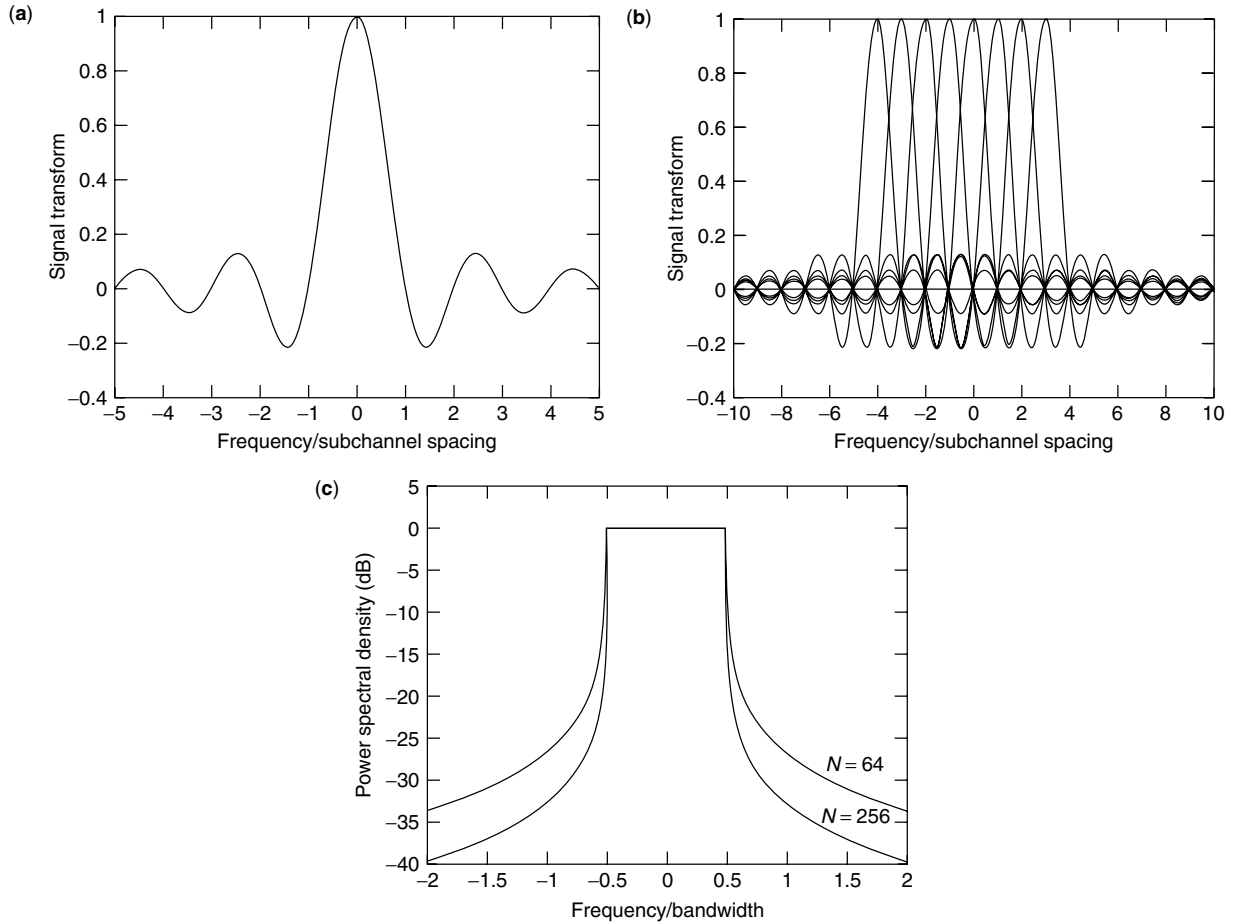 (a)
1
0.8
0.6
0.4
0.2
0
−0.2
−0.4
Signal transform
−5 −4 −3 −2 −1 0 1 2 3 4 5
Frequency/subchannel spacing
(b)
1
0.8
0.6
0.4
0.2
0
−0.2
−0.4
Signal transform
−10 −8 −6 −4 −2 0 2 4 6 8 10
Frequency/subchannel spacing
(c)
5
0
−5
−10
−15
−20
−25
−30
−35
−40
Power spectral density (dB)
N = 64
N = 256
−2 −1.5 −1 −0.5 0 0.5 1 1.5 2
Frequency/bandwidth